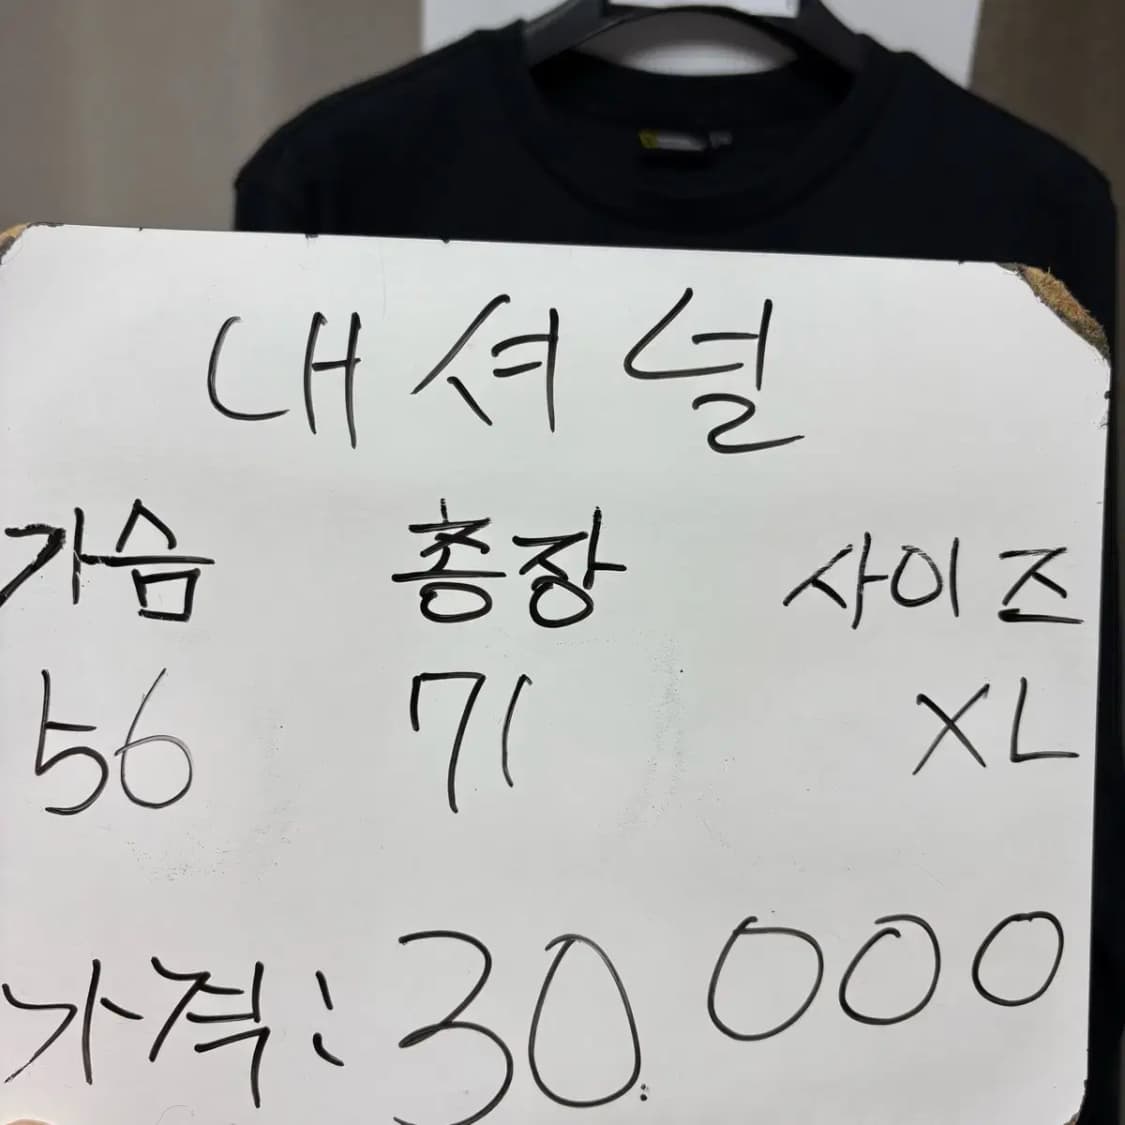 내셔널
가슴 총장 사이즈
56 71 XL
가격: 30.000